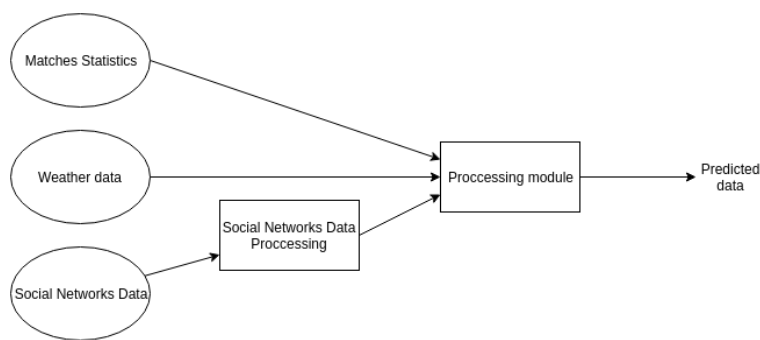 Matches Statistics
Weather data
Social Networks Data
Social Networks Data
Proccessing
Proccessing module
Predicted
data